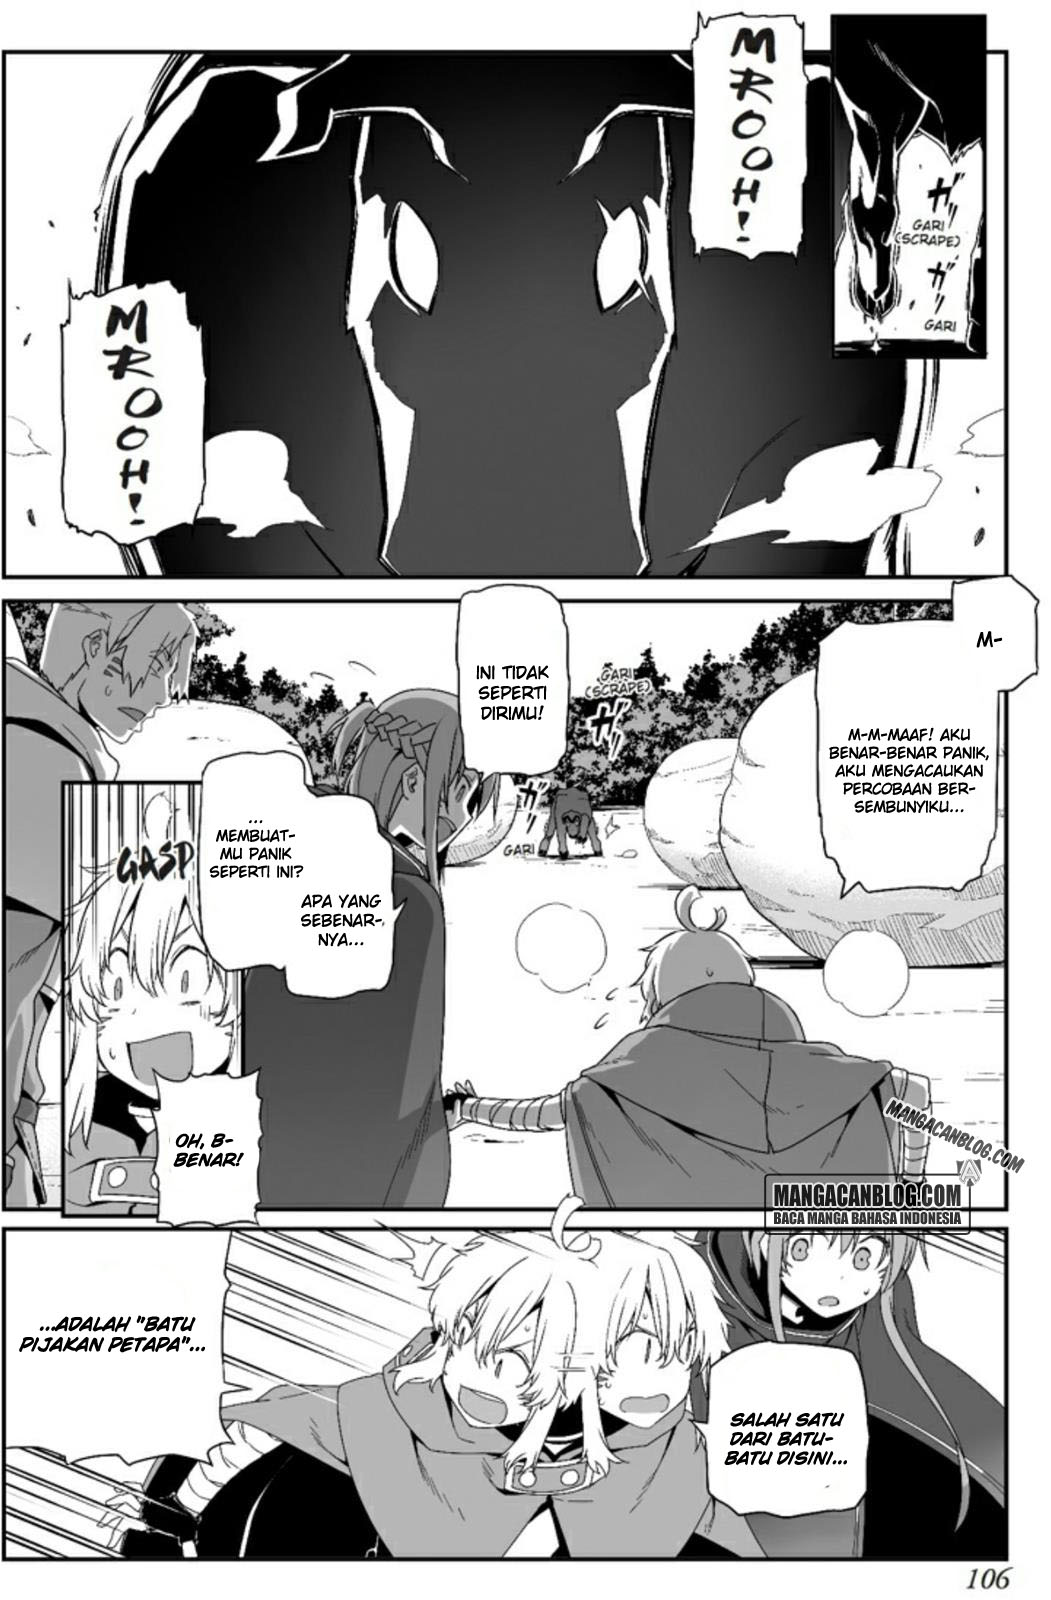 MROOH!
ガリ
GARI
(SCRAPE)
ガリ
GARI
MROOH!
M-
M-M-MAAF! AKU
BENAR-BENAR PANIK,
AKU MENGACAUKAN
PERCOBAAN BER-
SEMBUNYIKU...
INI TIDAK
SEPERTI
DIRIMU!
GARI
(SCRAPE)
ガリ
ガリ
GARI
...
MEMBUAT-
MU PANIK
SEPERTI INI?
APA YANG
SEBENAR-
NYA...
GASP
OH, B-
BENAR!
MANGACANBLOG.COM
MANGACANBLOG.COM
BACA MANGA BAHASA INDONESIA
SALAH SATU
DARI BATU-
BATU DISINI...
...ADALAH "BATU
PIJAKAN PETAPA"...
106